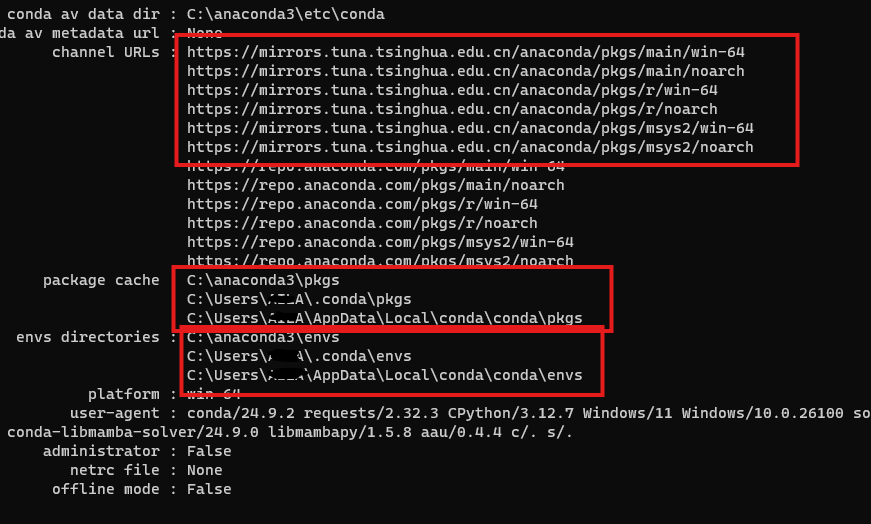 conda av data dir : C:\anaconda3\etc\conda
da av metadata url : None
channel URLs : https://mirrors.tuna.tsinghua.edu.cn/anaconda/pkgs/main/win-64
https://mirrors.tuna.tsinghua.edu.cn/anaconda/pkgs/main/noarch
https://mirrors.tuna.tsinghua.edu.cn/anaconda/pkgs/r/win-64
https://mirrors.tuna.tsinghua.edu.cn/anaconda/pkgs/r/noarch
https://mirrors.tuna.tsinghua.edu.cn/anaconda/pkgs/msys2/win-64
https://mirrors.tuna.tsinghua.edu.cn/anaconda/pkgs/msys2/noarch
https://repo.anaconda.com/pkgs/main/win-64
https://repo.anaconda.com/pkgs/main/noarch
https://repo.anaconda.com/pkgs/r/win-64
https://repo.anaconda.com/pkgs/r/noarch
https://repo.anaconda.com/pkgs/msys2/win-64
https://repo.anaconda.com/pkgs/msys2/noarch
package cache : C:\anaconda3\pkgs
C:\Users\ \.conda\pkgs
C:\Users\ \AppData\Local\conda\conda\pkgs
envs directories : C:\anaconda3\envs
C:\Users\ \.conda\envs
C:\Users\ \AppData\Local\conda\conda\envs
platform : win-64
user-agent : conda/24.9.2 requests/2.32.3 CPython/3.12.7 Windows/11 Windows/10.0.26100 so
conda-libmamba-solver/24.9.0 libmambapy/1.5.8 aau/0.4.4 c/. s/.
administrator : False
netrc file : None
offline mode : False